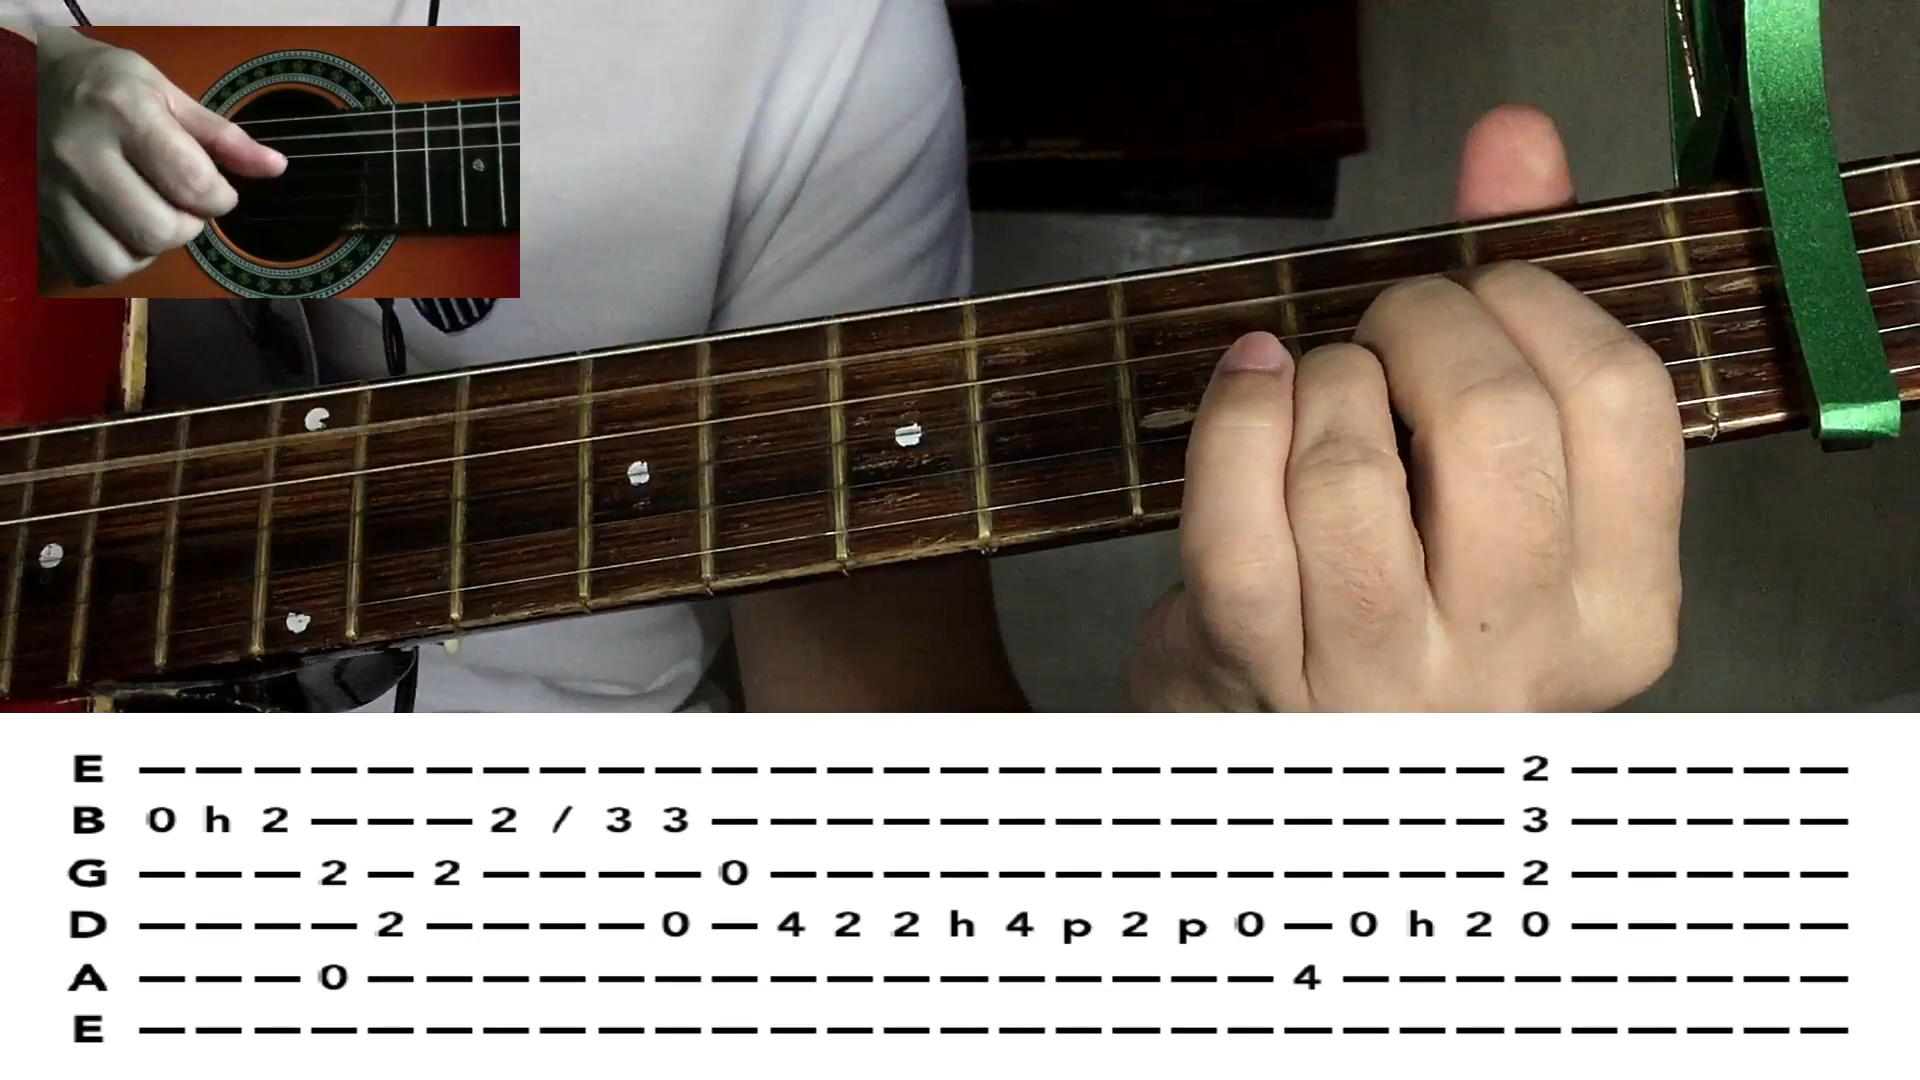 E — — — — — — — — — — — — — — — — — — — — — — — — 2 — — — — —
B 0 h 2 — — — 2 / 3 3 — — — — — — — — — — — — — — 3 — — — — —
G — — — 2 — 2 — — — — 0 — — — — — — — — — — — — — 2 — — — — —
D — — — — 2 — — — — 0 — 4 2 2 h 4 p 2 p 0 — 0 h 2 0 — — — — —
A — — — 0 — — — — — — — — — — — — — — — — 4 — — — — — — — — —
E — — — — — — — — — — — — — — — — — — — — — — — — — — — — — —